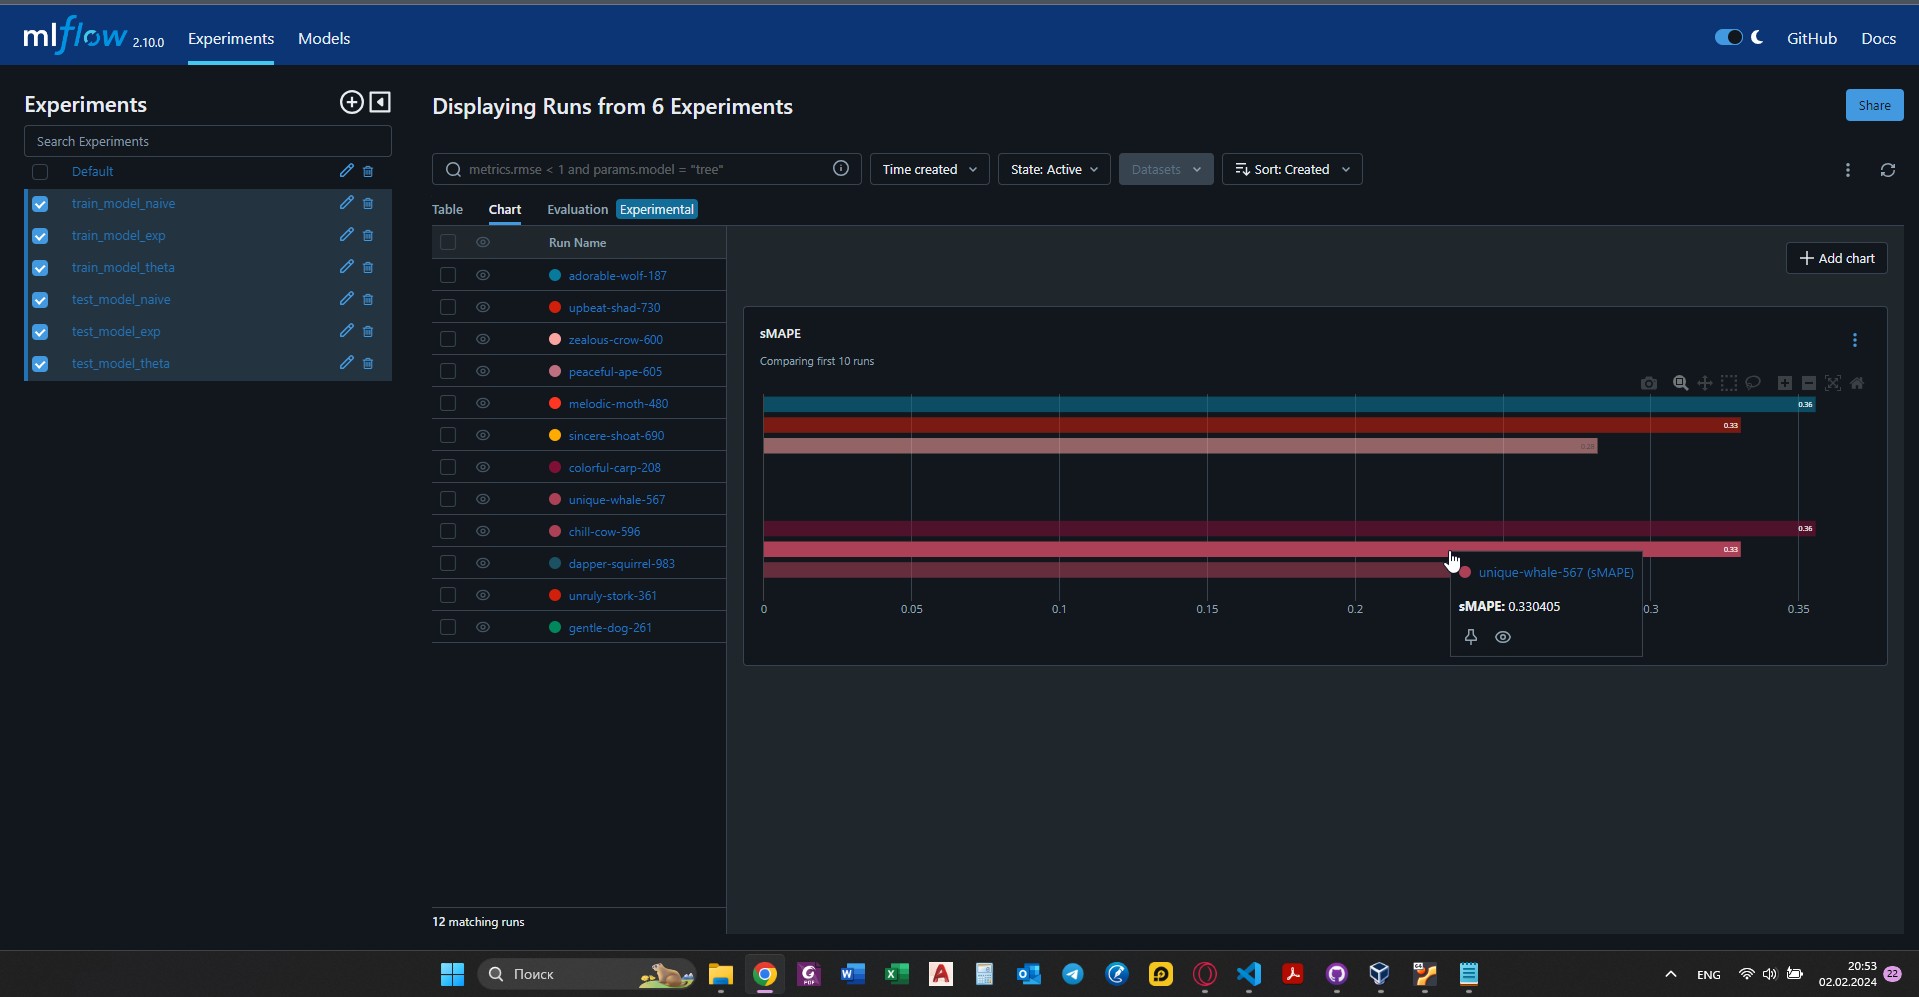 mlflow 2.10.0 Experiments Models GitHub Docs
Experiments
Search Experiments
Default
train_model_naive
train_model_exp
train_model_theta
test_model_naive
test_model_exp
test_model_theta
Displaying Runs from 6 Experiments
Share
metrics.rmse < 1 and params.model = "tree"
Time created
State: Active
Datasets
Sort: Created
Table Chart Evaluation Experimental
Run Name
adorable-wolf-187
upbeat-shad-730
zealous-crow-600
peaceful-ape-605
melodic-moth-480
sincere-shoat-690
colorful-carp-208
unique-whale-567
chill-cow-596
dapper-squirrel-983
unruly-stork-361
gentle-dog-261
12 matching runs
Add chart
sMAPE
Comparing first 10 runs
0.36
0.33
0.28
0.36
0.33
unique-whale-567 (sMAPE)
sMAPE: 0.330405
0 0.05 0.1 0.15 0.2 0.3 0.35
Поиск
ENG
20:53
02.02.2024
22